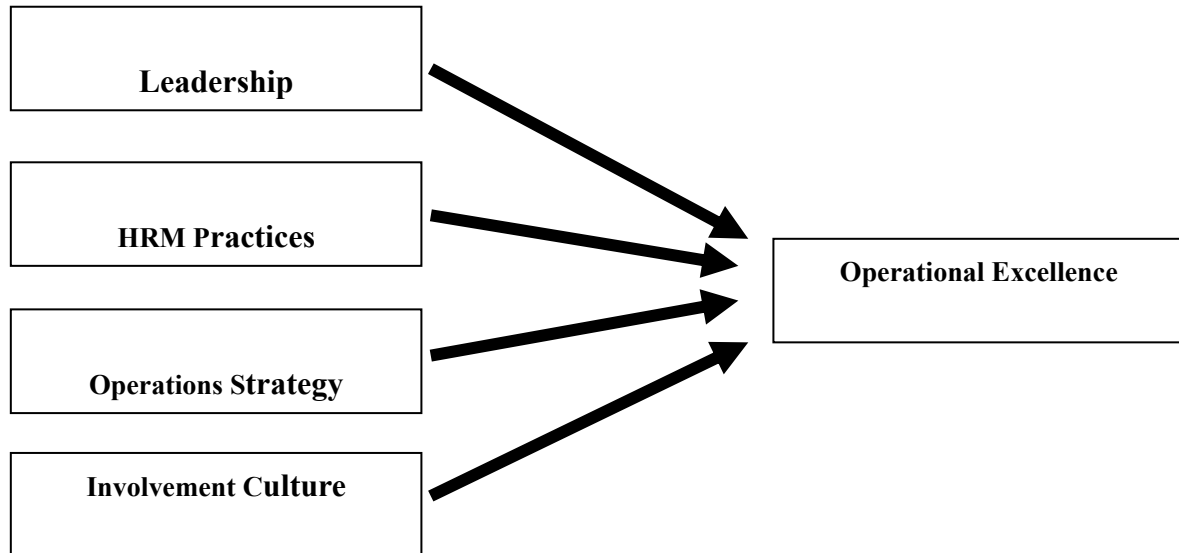 Leadership
HRM Practices
Operational Excellence
Operations Strategy
Involvement Culture